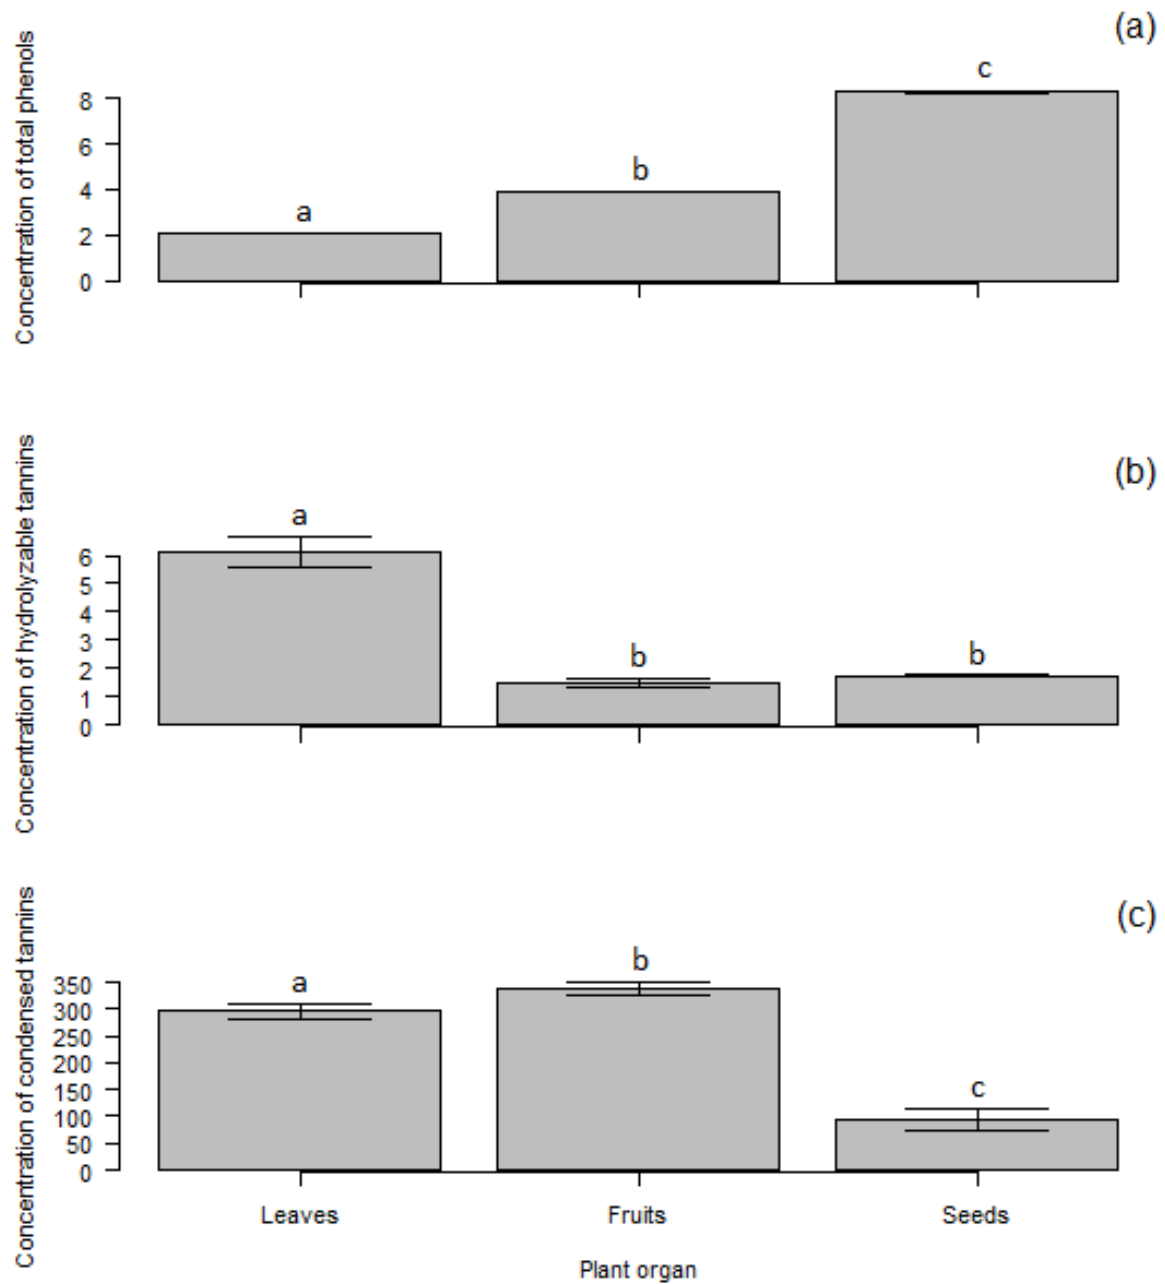 (a)
Concentration of total phenols
8
6
4
2
0
a
b
c
(b)
Concentration of hydrolyzable tannins
6
5
4
3
2
1
0
a
b
b
(c)
Concentration of condensed tannins
350
300
250
200
150
100
50
0
a
b
c
Leaves Fruits Seeds
Plant organ